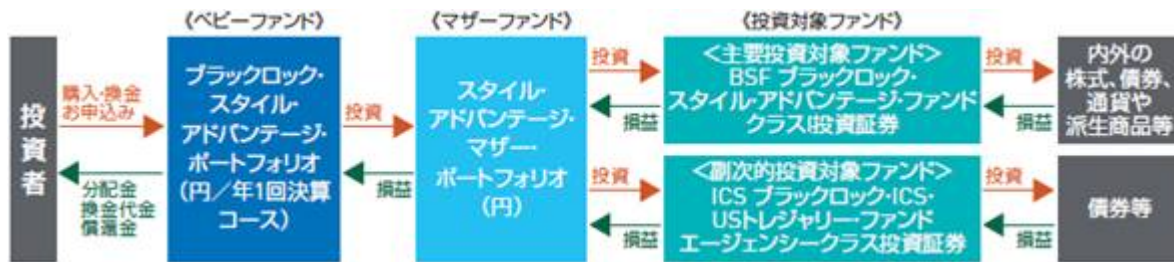 《ベビーファンド》
《マザーファンド》
《投資対象ファンド》
投資者
購入・換金
お申込み
分配金
換金代金
償還金
ブラックロック・
スタイル・
アドバンテージ・
ポートフォリオ
(円/年1回決算
コース)
投資
損益
スタイル・
アドバンテージ・
マザー・
ポートフォリオ
(円)
投資
損益
<主要投資対象ファンド>
BSF ブラックロック・
スタイル・アドバンテージ・ファンド
クラスI投資証券
投資
損益
内外の
株式、債券、
通貨や
派生商品等
投資
損益
<副次的投資対象ファンド>
ICS ブラックロック・ICS・
USトレジャリー・ファンド
エージェンシークラス投資証券
投資
損益
債券等